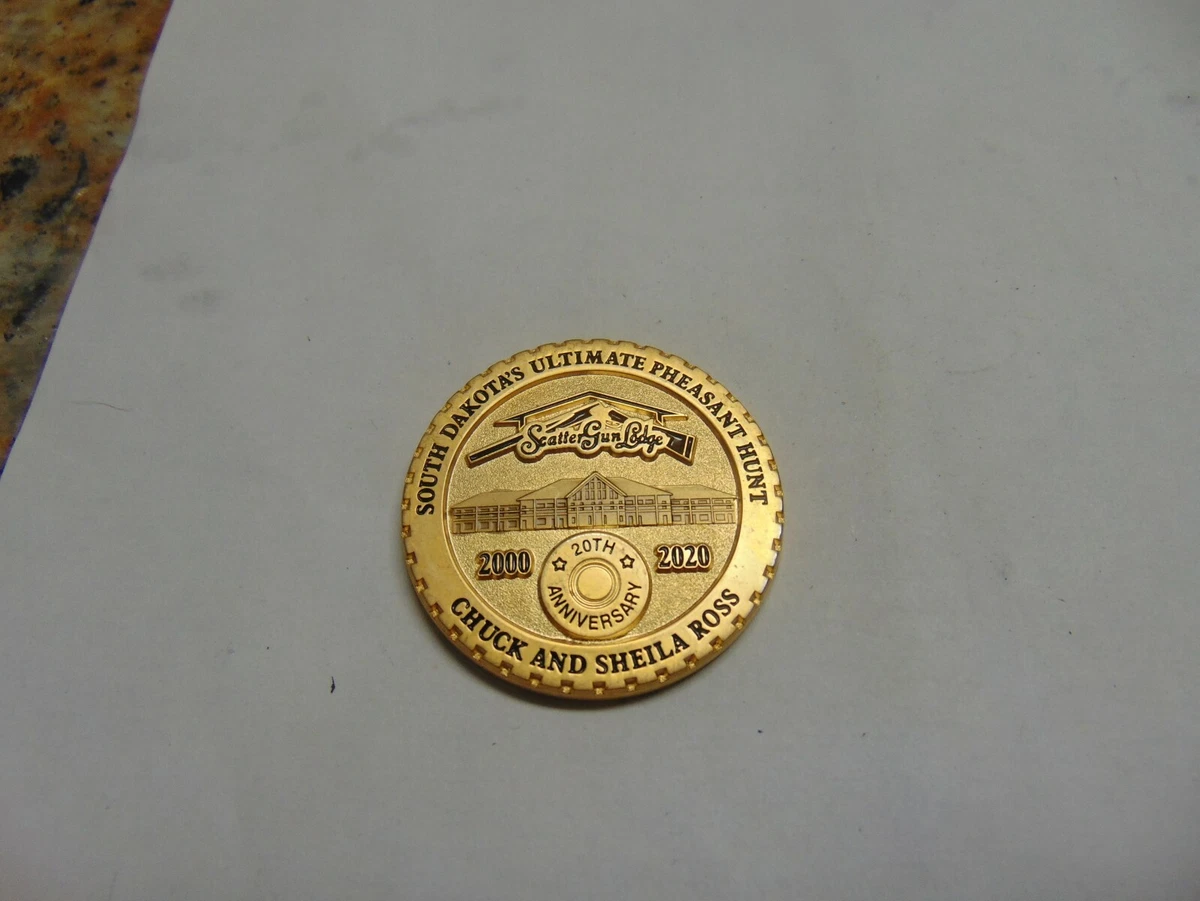 SOUTH DAKOTA'S ULTIMATE PHEASANT HUNT
ScatterGun Lodge
2000
20TH
ANNIVERSARY
2020
CHUCK AND SHEILA ROSS